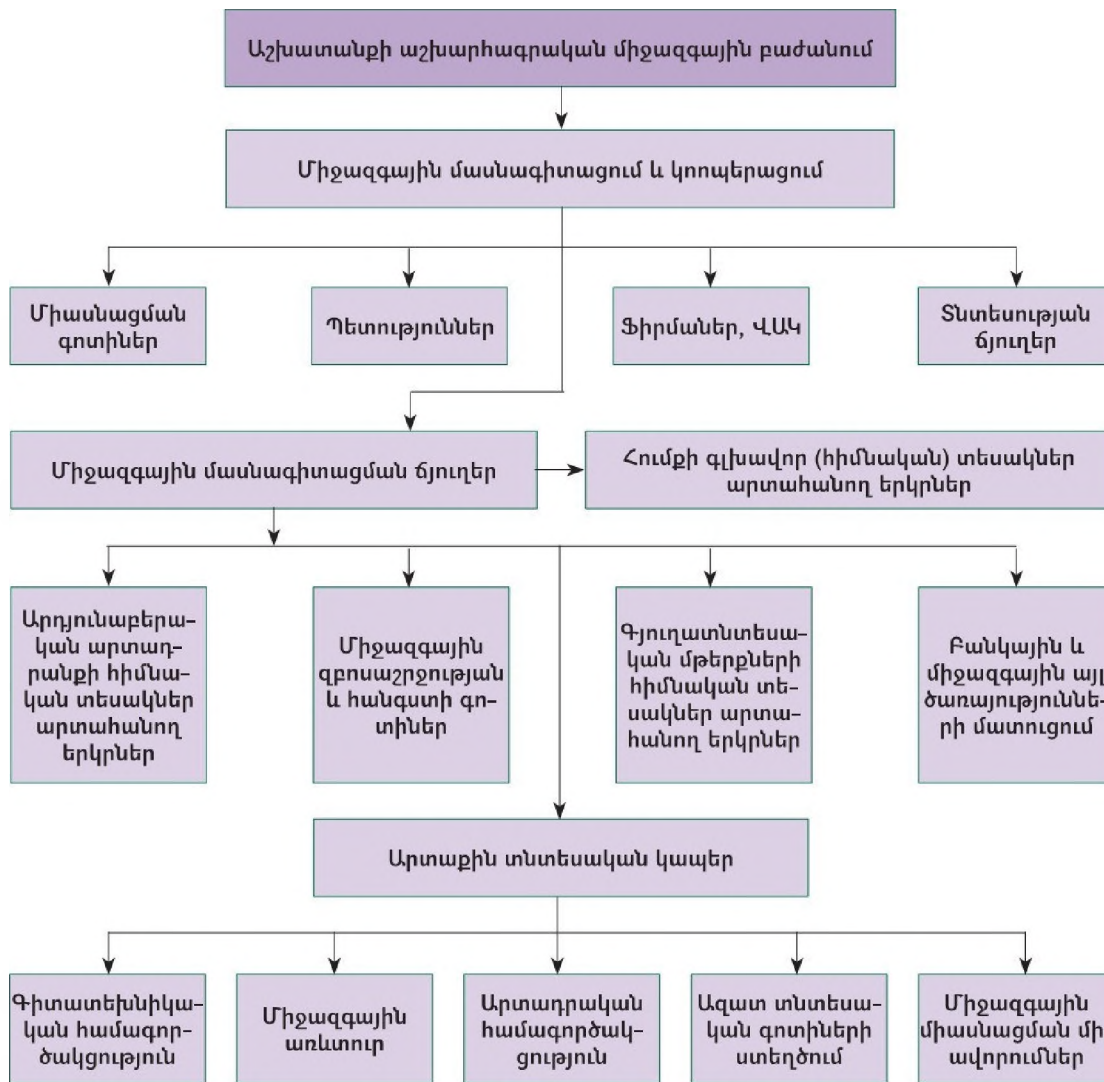 Աշխատանքի աշխարհագրական միջազգային բաժանում
Միջազգային մասնագիտացում և կոոպերացում
Միասնացման
գոտիներ
Պետություններ
Ֆիրմաներ, ՎԱԿ
Տնտեսության
ճյուղեր
Միջազգային մասնագիտացման ճյուղեր
Հումքի գլխավոր (հիմնական) տեսակներ
արտահանող երկրներ
Արդյունաբերա-
կան արտադ-
րանքի հիմնա-
կան տեսակներ
արտահանող
երկրներ
Միջազգային
զբոսաշրջության
և հանգստի գո-
տիներ
Գյուղատնտեսա-
կան մթերքների
հիմնական տե-
սակներ արտա-
հանող երկրներ
Բանկային և
միջազգային այլ
ծառայություննե-
րի մատուցում
Արտաքին տնտեսական կապեր
Գիտատեխնիկա-
կան համագոր-
ծակցություն
Միջազգային
առևտուր
Արտադրական
համագործակ-
ցություն
Ազատ տնտեսա-
կան գոտիների
ստեղծում
Միջազգային
միասնացման մի
ավորումներ